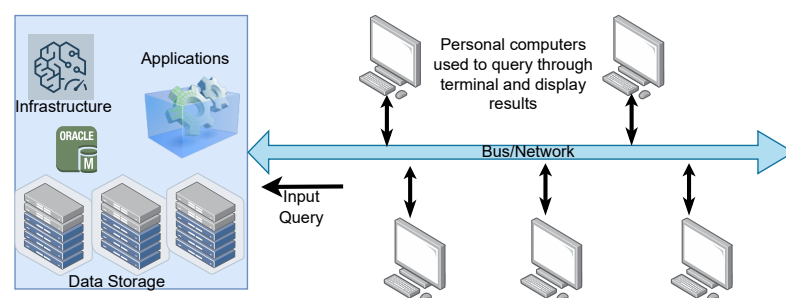 Applications
Infrastructure
ORACLE
M
Data Storage
Personal computers
used to query through
terminal and display
results
Bus/Network
Input
Query